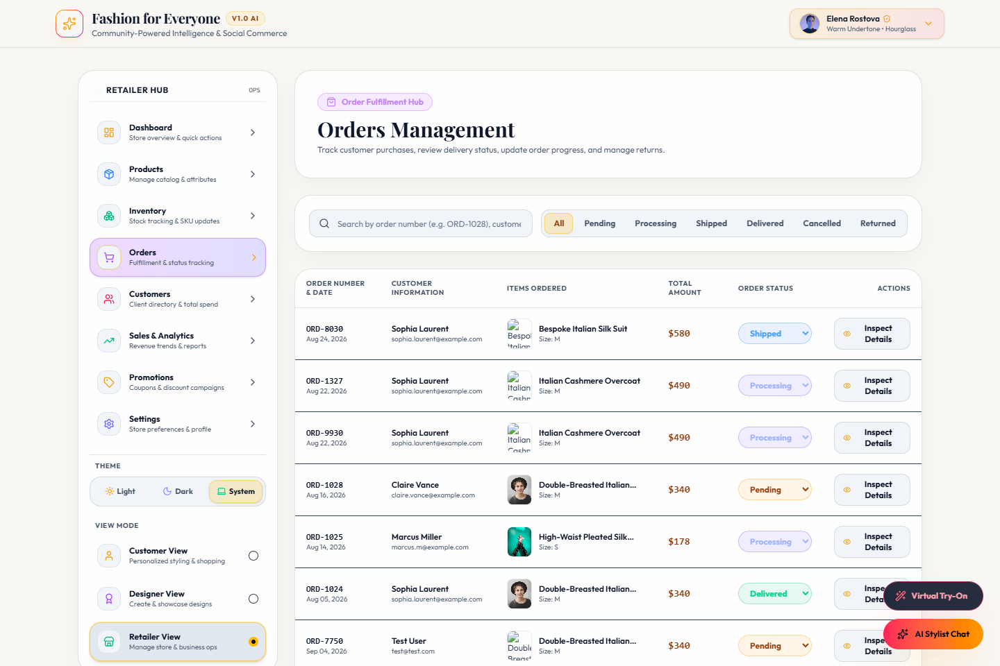 Fashion for Everyone V1.0 AI
Community-Powered Intelligence & Social Commerce
Elena Rostova
Warm Undertone • Hourglass
RETAILER HUB OPS
Dashboard
Store overview & quick actions
Products
Manage catalog & attributes
Inventory
Stock tracking & SKU updates
Orders
Fulfillment & status tracking
Customers
Client directory & total spend
Sales & Analytics
Revenue trends & reports
Promotions
Coupons & discount campaigns
Settings
Store preferences & profile
THEME
Light Dark System
VIEW MODE
Customer View
Personalized styling & shopping
Designer View
Create & showcase designs
Retailer View
Manage store & business ops
Order Fulfillment Hub
Orders Management
Track customer purchases, review delivery status, update order progress, and manage returns.
Search by order number (e.g. ORD-1028), custome
All Pending Processing Shipped Delivered Cancelled Returned
ORDER NUMBER & DATE CUSTOMER INFORMATION ITEMS ORDERED TOTAL AMOUNT ORDER STATUS ACTIONS
ORD-8030 Sophia Laurent Bespoke Italian Silk Suit $580 Shipped Inspect Details
Aug 24, 2026 sophia.laurent@example.com Size: M
Bespol
Italian
ORD-1327 Sophia Laurent Italian Cashmere Overcoat $490 Processing Inspect Details
Aug 22, 2026 sophia.laurent@example.com Size: M
Italian
Cashm
ORD-9930 Sophia Laurent Italian Cashmere Overcoat $490 Processing Inspect Details
Aug 22, 2026 sophia.laurent@example.com Size: M
Italian
Cashm
ORD-1028 Claire Vance Double-Breasted Italian... $340 Pending Inspect Details
Aug 16, 2026 claire.vance@example.com Size: M
ORD-1025 Marcus Miller High-Waist Pleated Silk... $178 Processing Inspect Details
Aug 14, 2026 marcus.m@example.com Size: S
ORD-1024 Sophia Laurent Double-Breasted Italian... $340 Delivered Inspe Deta
Aug 05, 2026 sophia.laurent@example.com Size: M
ORD-7750 Test User Double-Breasted Italian... $340 Pending Inspe Details
Sep 04, 2026 test@test.com Size: M
Double
Breast
Virtual Try-On
AI Stylist Chat